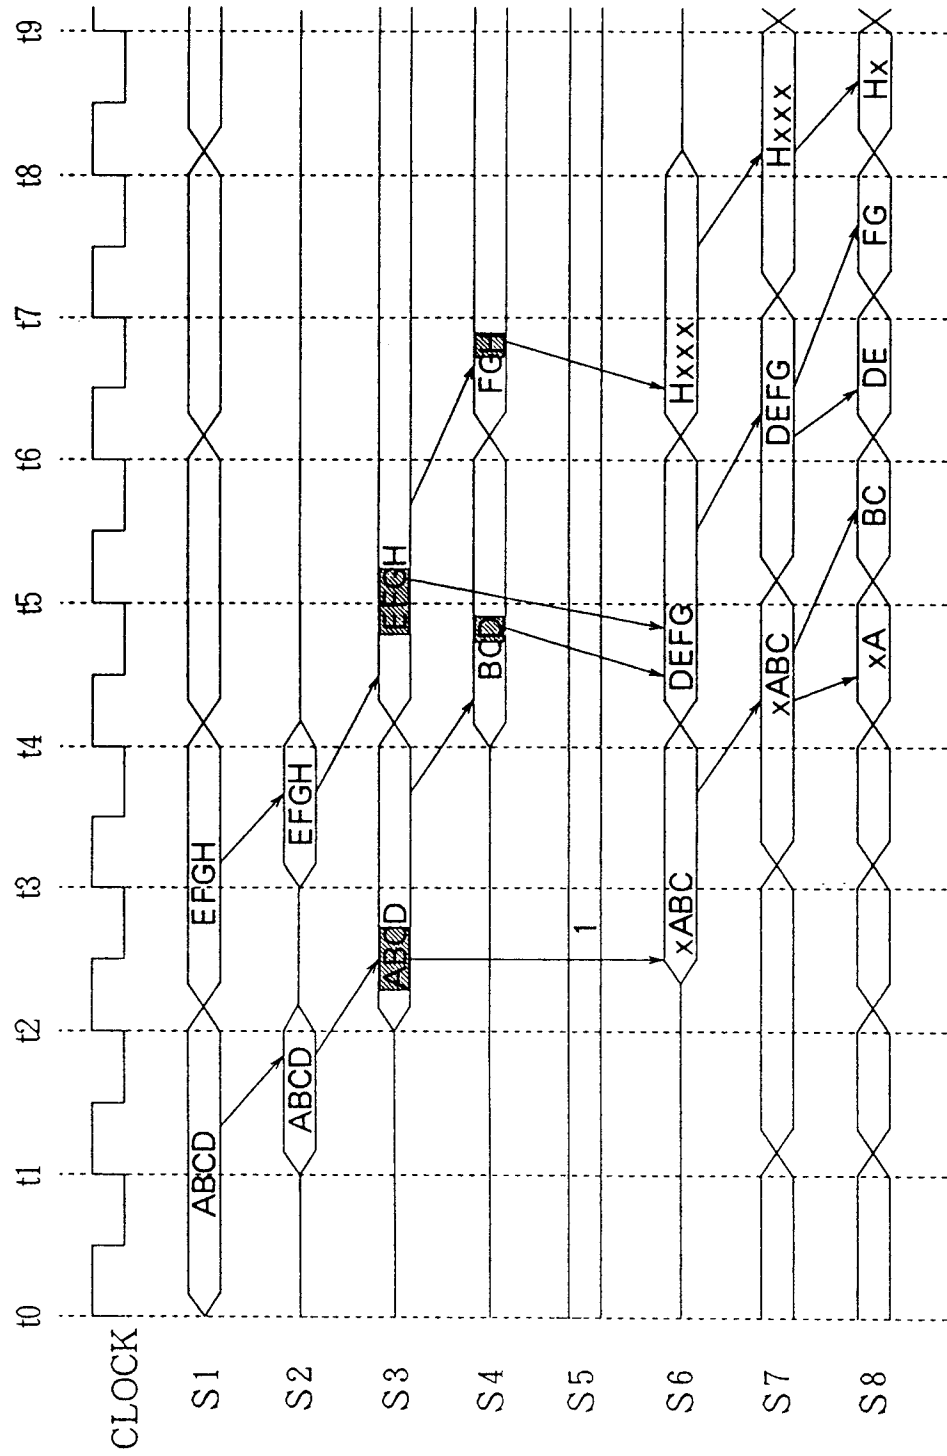 t0 t1 t2 t3 t4 t5 t6 t7 t8 t9
CLOCK
S1 ABCD EFGH
S2 ABCD EFGH
S3 ABCD EFGH
S4 BCD FGH
S5 1
S6 xABC DEFG Hxxx
S7 xABC DEFG Hxxx
S8 xA BC DE FG Hx